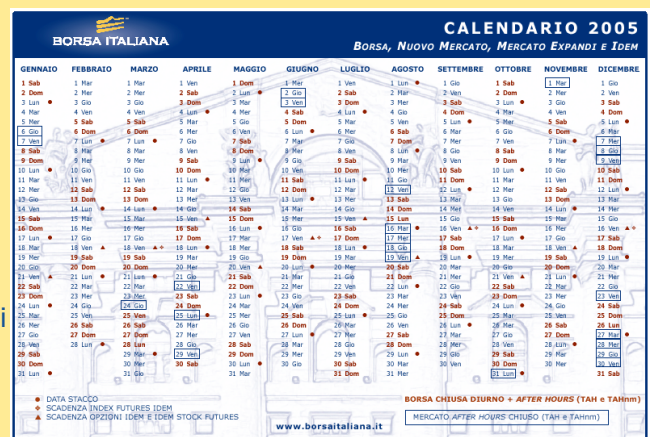 BORSA ITALIANA
CALENDARIO 2005
BORSA, NUOVO MERCATO, MERCATO EXPANDI E IDEM
GENNAIO FEBBRAIO MARZO APRILE MAGGIO GIUGNO LUGLIO AGOSTO SETTEMBRE OTTOBRE NOVEMBRE DICEMBRE
1 Sab 1 Mar 1 Mar 1 Ven 1 Dom 1 Mer 1 Ven 1 Lun 1 Gio 1 Sab 1 Mar 1 Gio
2 Dom 2 Mer 2 Mer 2 Sab 2 Lun 2 Gio 2 Sab 2 Mar 2 Ven 2 Dom 2 Mer 2 Ven
3 Lun 3 Gio 3 Gio 3 Dom 3 Mar 3 Ven 3 Dom 3 Mer 3 Sab 3 Lun 3 Gio 3 Sab
4 Mar 4 Ven 4 Ven 4 Lun 4 Mer 4 Sab 4 Lun 4 Gio 4 Dom 4 Mar 4 Ven 4 Dom
5 Mer 5 Sab 5 Sab 5 Mar 5 Gio 5 Dom 5 Mar 5 Ven 5 Lun 5 Mer 5 Sab 5 Lun
6 Gio 6 Dom 6 Dom 6 Mer 6 Ven 6 Lun 6 Mer 6 Sab 6 Mar 6 Gio 6 Dom 6 Mar
7 Ven 7 Lun 7 Lun 7 Gio 7 Sab 7 Mar 7 Gio 7 Dom 7 Mer 7 Ven 7 Lun 7 Mer
8 Sab 8 Mar 8 Mar 8 Ven 8 Dom 8 Mer 8 Ven 8 Lun 8 Gio 8 Sab 8 Mar 8 Gio
9 Dom 9 Mer 9 Mer 9 Sab 9 Lun 9 Gio 9 Sab 9 Mar 9 Ven 9 Dom 9 Mer 9 Ven
10 Lun 10 Gio 10 Gio 10 Dom 10 Mar 10 Ven 10 Dom 10 Mer 10 Sab 10 Lun 10 Gio 10 Sab
11 Mar 11 Ven 11 Ven 11 Lun 11 Mer 11 Sab 11 Lun 11 Gio 11 Dom 11 Mar 11 Ven 11 Dom
12 Mer 12 Sab 12 Sab 12 Mar 12 Gio 12 Dom 12 Mar 12 Ven 12 Lun 12 Mer 12 Sab 12 Lun
13 Gio 13 Dom 13 Dom 13 Mer 13 Ven 13 Lun 13 Mer 13 Sab 13 Mar 13 Gio 13 Dom 13 Mar
14 Ven 14 Lun 14 Lun 14 Gio 14 Sab 14 Mar 14 Gio 14 Dom 14 Mer 14 Ven 14 Lun 14 Mer
15 Sab 15 Mar 15 Mar 15 Ven 15 Dom 15 Mer 15 Ven 15 Lun 15 Gio 15 Sab 15 Mar 15 Gio
16 Dom 16 Mer 16 Mer 16 Sab 16 Lun 16 Gio 16 Sab 16 Mar 16 Ven 16 Dom 16 Mer 16 Ven
17 Lun 17 Gio 17 Gio 17 Dom 17 Mar 17 Ven 17 Dom 17 Mer 17 Sab 17 Lun 17 Gio 17 Sab
18 Mar 18 Ven 18 Ven 18 Lun 18 Mer 18 Sab 18 Lun 18 Gio 18 Dom 18 Mar 18 Ven 18 Dom
19 Mer 19 Sab 19 Sab 19 Mar 19 Gio 19 Dom 19 Mar 19 Ven 19 Lun 19 Mer 19 Sab 19 Lun
20 Gio 20 Dom 20 Dom 20 Mer 20 Ven 20 Lun 20 Mer 20 Sab 20 Mar 20 Gio 20 Dom 20 Mar
21 Ven 21 Lun 21 Lun 21 Gio 21 Sab 21 Mar 21 Gio 21 Dom 21 Mer 21 Ven 21 Lun 21 Mer
22 Sab 22 Mar 22 Mar 22 Ven 22 Dom 22 Mer 22 Ven 22 Lun 22 Gio 22 Sab 22 Mar 22 Gio
23 Dom 23 Mer 23 Mer 23 Sab 23 Lun 23 Gio 23 Sab 23 Mar 23 Ven 23 Dom 23 Mer 23 Ven
24 Lun 24 Gio 24 Gio 24 Dom 24 Mar 24 Ven 24 Dom 24 Mer 24 Sab 24 Lun 24 Gio 24 Sab
25 Mar 25 Ven 25 Ven 25 Lun 25 Mer 25 Sab 25 Lun 25 Gio 25 Dom 25 Mar 25 Ven 25 Dom
26 Mer 26 Sab 26 Sab 26 Mar 26 Gio 26 Dom 26 Mar 26 Ven 26 Lun 26 Mer 26 Sab 26 Lun
27 Gio 27 Dom 27 Dom 27 Mer 27 Ven 27 Lun 27 Mer 27 Sab 27 Mar 27 Gio 27 Dom 27 Mar
28 Ven 28 Lun 28 Lun 28 Gio 28 Sab 28 Mar 28 Gio 28 Dom 28 Mer 28 Ven 28 Lun 28 Mer
29 Sab 29 Mar 29 Ven 29 Dom 29 Mer 29 Ven 29 Lun 29 Gio 29 Sab 29 Mar 29 Gio
30 Dom 30 Mer 30 Sab 30 Lun 30 Gio 30 Sab 30 Mar 30 Ven 30 Dom 30 Mer 30 Ven
31 Lun 31 Gio 31 Mar 31 Dom 31 Mer 31 Lun 31 Sab
DATA STACCO
SCADENZA INDEX FUTURES IDEM
SCADENZA OPZIONI IDEM E IDEM STOCK FUTURES
www.borsaitaliana.it
BORSA CHIUSA DIURNO + AFTER HOURS (TAH e TAHnm)
MERCATO AFTER HOURS CHIUSO (TAH e TAHnm)